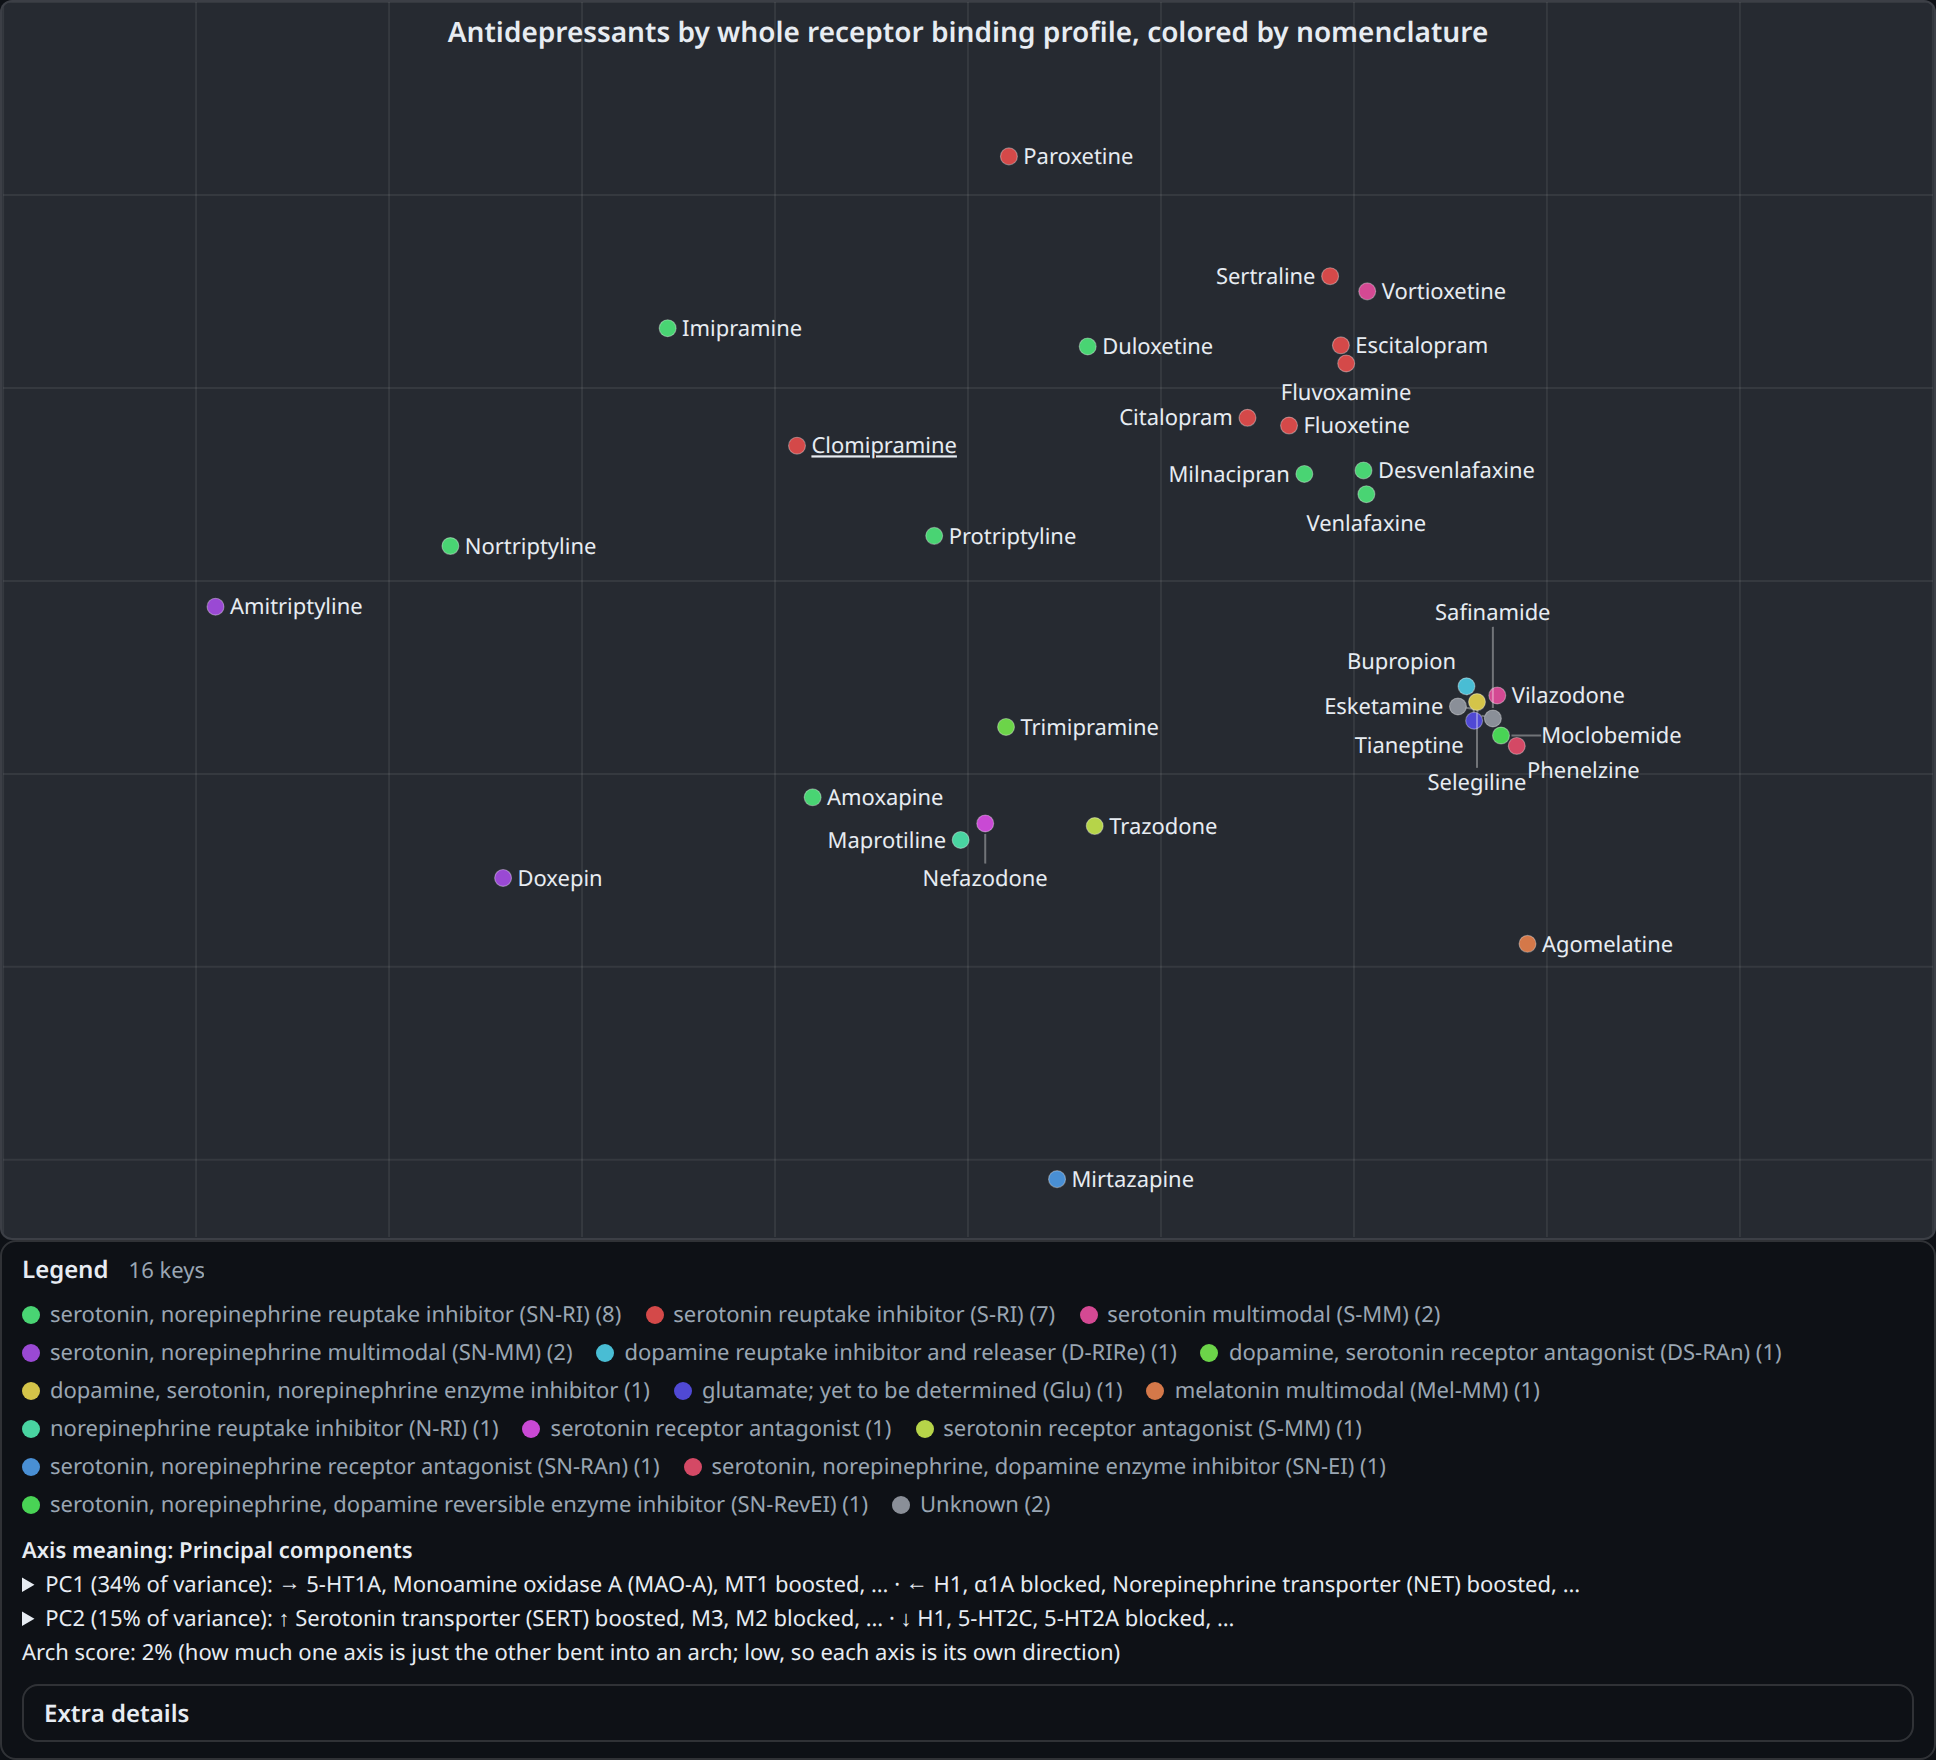 Antidepressants by whole receptor binding profile, colored by nomenclature
Paroxetine
Sertraline
Vortioxetine
Imipramine
Duloxetine
Escitalopram
Fluvoxamine
Citalopram
Fluoxetine
Clomipramine
Milnacipran
Desvenlafaxine
Venlafaxine
Nortriptyline
Protriptyline
Amitriptyline
Safinamide
Bupropion
Vilazodone
Esketamine
Trimipramine
Moclobemide
Tianeptine
Phenelzine
Selegiline
Amoxapine
Trazodone
Maprotiline
Nefazodone
Doxepin
Agomelatine
Mirtazapine
Legend 16 keys
serotonin, norepinephrine reuptake inhibitor (SN-RI) (8) serotonin reuptake inhibitor (S-RI) (7) serotonin multimodal (S-MM) (2)
serotonin, norepinephrine multimodal (SN-MM) (2) dopamine reuptake inhibitor and releaser (D-RIRe) (1) dopamine, serotonin receptor antagonist (DS-RAn) (1)
dopamine, serotonin, norepinephrine enzyme inhibitor (1) glutamate; yet to be determined (Glu) (1) melatonin multimodal (Mel-MM) (1)
norepinephrine reuptake inhibitor (N-RI) (1) serotonin receptor antagonist (1) serotonin receptor antagonist (S-MM) (1)
serotonin, norepinephrine receptor antagonist (SN-RAn) (1) serotonin, norepinephrine, dopamine enzyme inhibitor (SN-EI) (1)
serotonin, norepinephrine, dopamine reversible enzyme inhibitor (SN-RevEI) (1) Unknown (2)
Axis meaning: Principal components
▶ PC1 (34% of variance): → 5-HT1A, Monoamine oxidase A (MAO-A), MT1 boosted, ... · ← H1, α1A blocked, Norepinephrine transporter (NET) boosted, ...
▶ PC2 (15% of variance): ↑ Serotonin transporter (SERT) boosted, M3, M2 blocked, ... · ↓ H1, 5-HT2C, 5-HT2A blocked, ...
Arch score: 2% (how much one axis is just the other bent into an arch; low, so each axis is its own direction)
Extra details